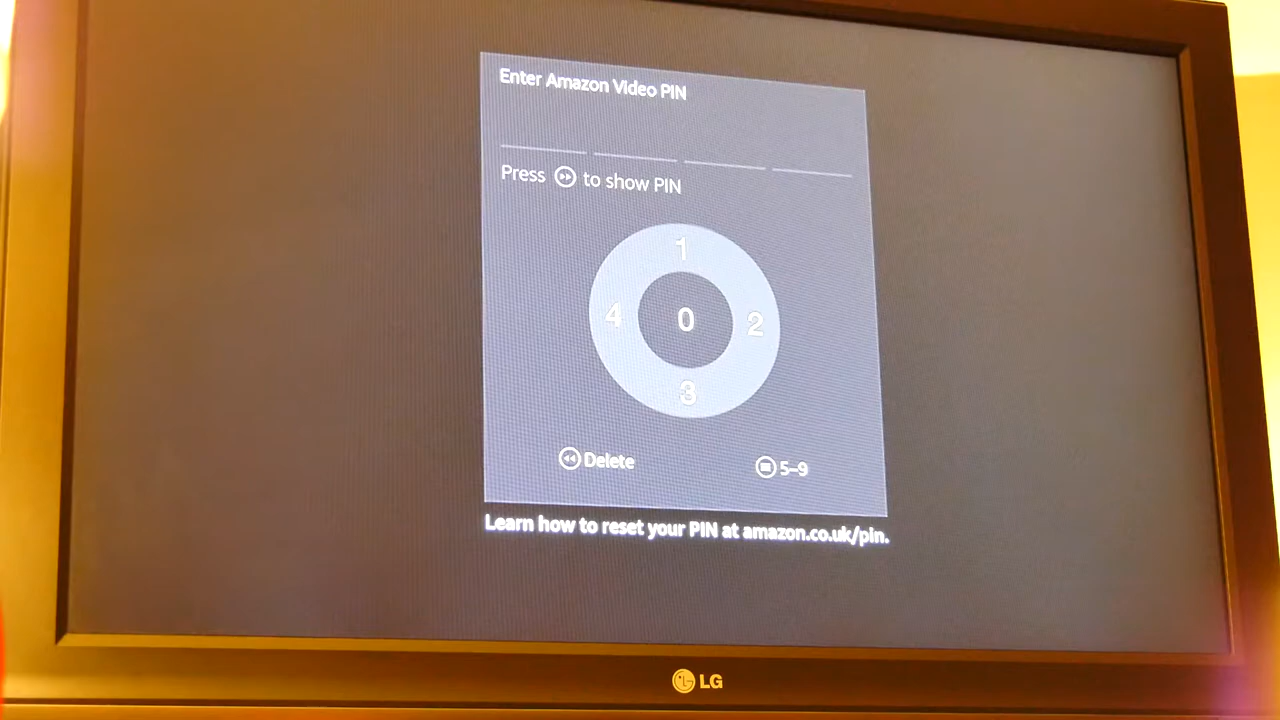 Enter Amazon Video PIN
Press to show PIN
1
4 0 2
3
Delete 5–9
Learn how to reset your PIN at amazon.co.uk/pin.
LG